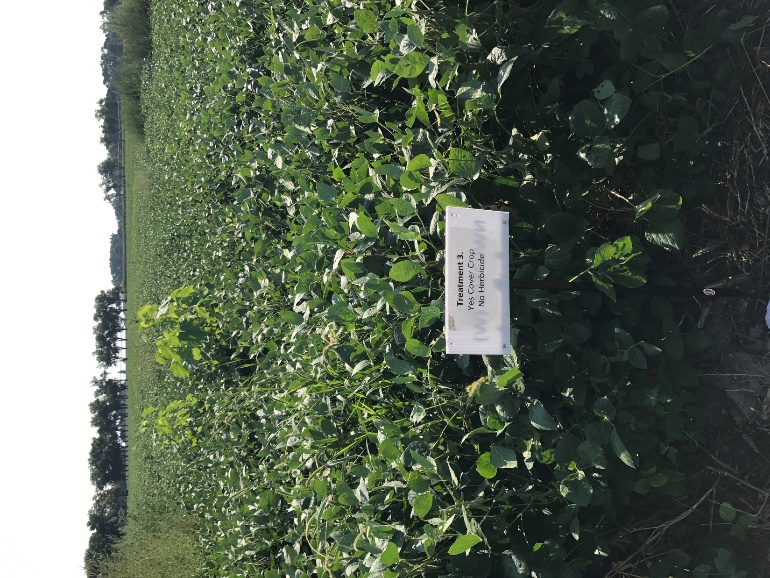 Treatment 3.
Yes Cover Crop
No Herbicide